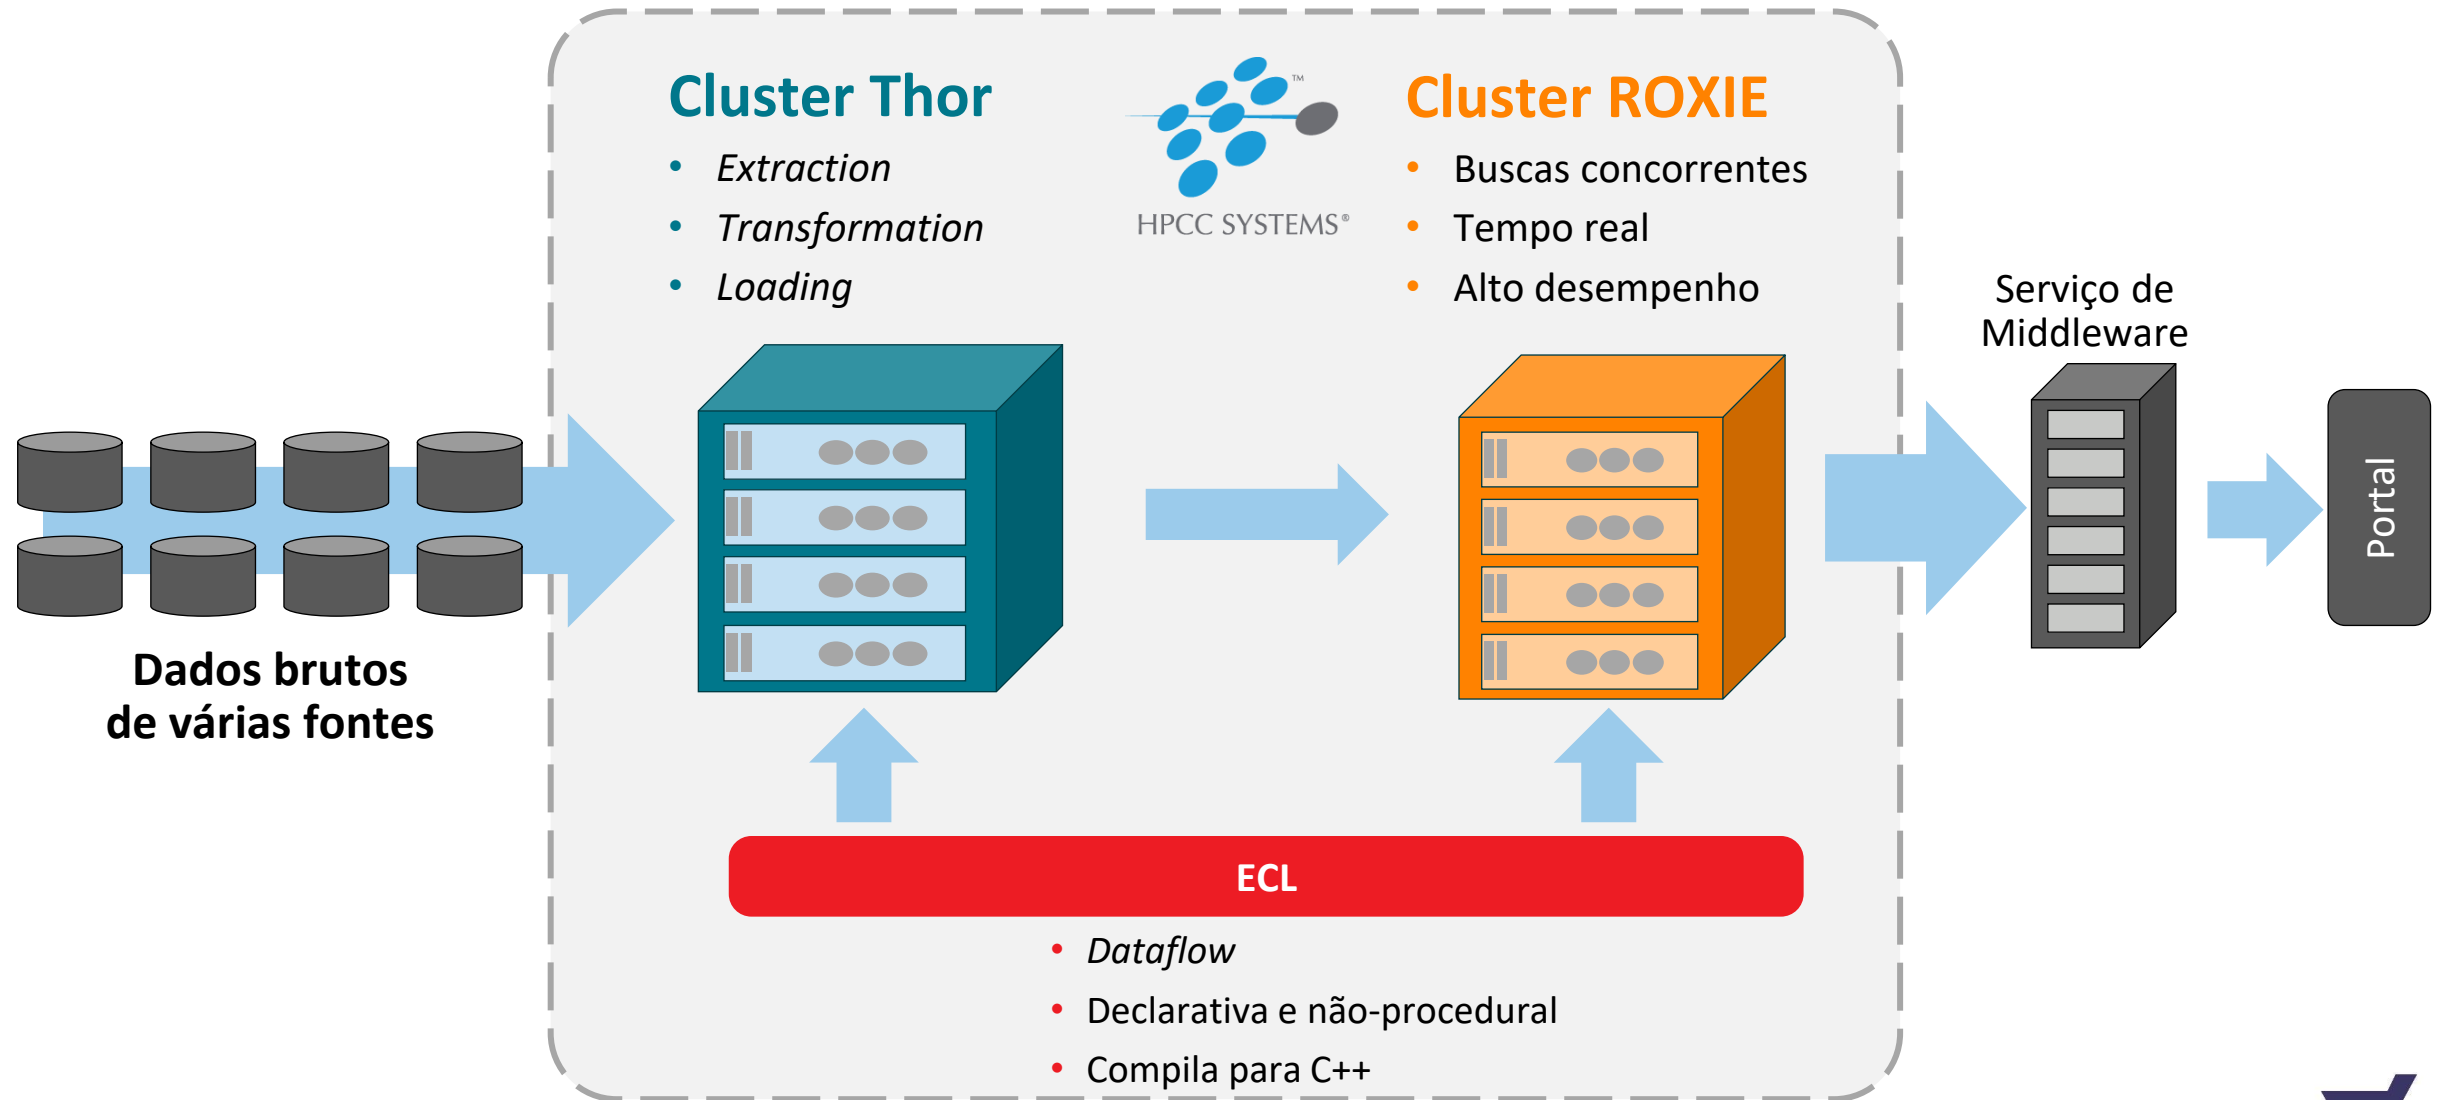 Cluster Thor
• Extraction
• Transformation
• Loading
™
HPCC SYSTEMS®
Cluster ROXIE
• Buscas concorrentes
• Tempo real
• Alto desempenho
Serviço de
Middleware
Portal
Dados brutos
de várias fontes
ECL
• Dataflow
• Declarativa e não-procedural
• Compila para C++